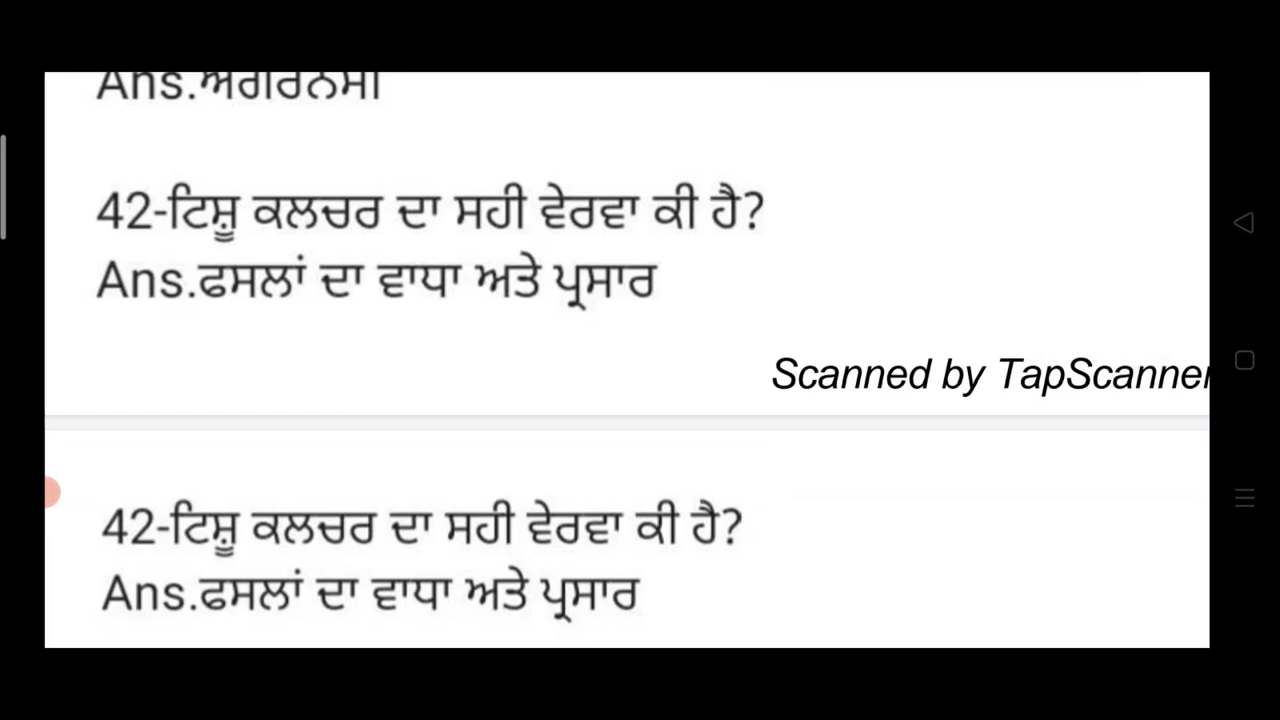 Ans.
42-ਟਿਸ਼ੂ ਕਲਚਰ ਦਾ ਸਹੀ ਵੇਰਵਾ ਕੀ ਹੈ?
Ans.ਫਸਲਾਂ ਦਾ ਵਾਧਾ ਅਤੇ ਪ੍ਰਸਾਰ
Scanned by TapScanner
42-ਟਿਸ਼ੂ ਕਲਚਰ ਦਾ ਸਹੀ ਵੇਰਵਾ ਕੀ ਹੈ?
Ans.ਫਸਲਾਂ ਦਾ ਵਾਧਾ ਅਤੇ ਪ੍ਰਸਾਰ